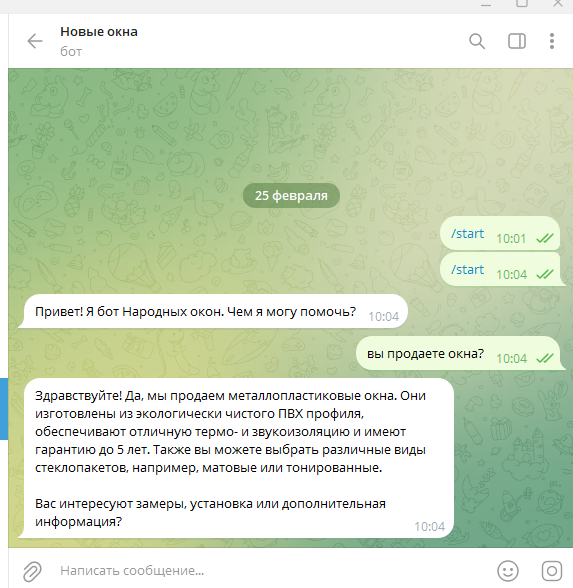 Новые окна
бот
25 февраля
/start 10:01
/start 10:04
Привет! Я бот Народных окон. Чем я могу помочь? 10:04
вы продаете окна? 10:04
Здравствуйте! Да, мы продаем металлопластиковые окна. Они
изготовлены из экологически чистого ПВХ профиля,
обеспечивают отличную термо- и звукоизоляцию и имеют
гарантию до 5 лет. Также вы можете выбрать различные виды
стеклопакетов, например, матовые или тонированные.
Вас интересуют замеры, установка или дополнительная
информация? 10:04
Написать сообщение...